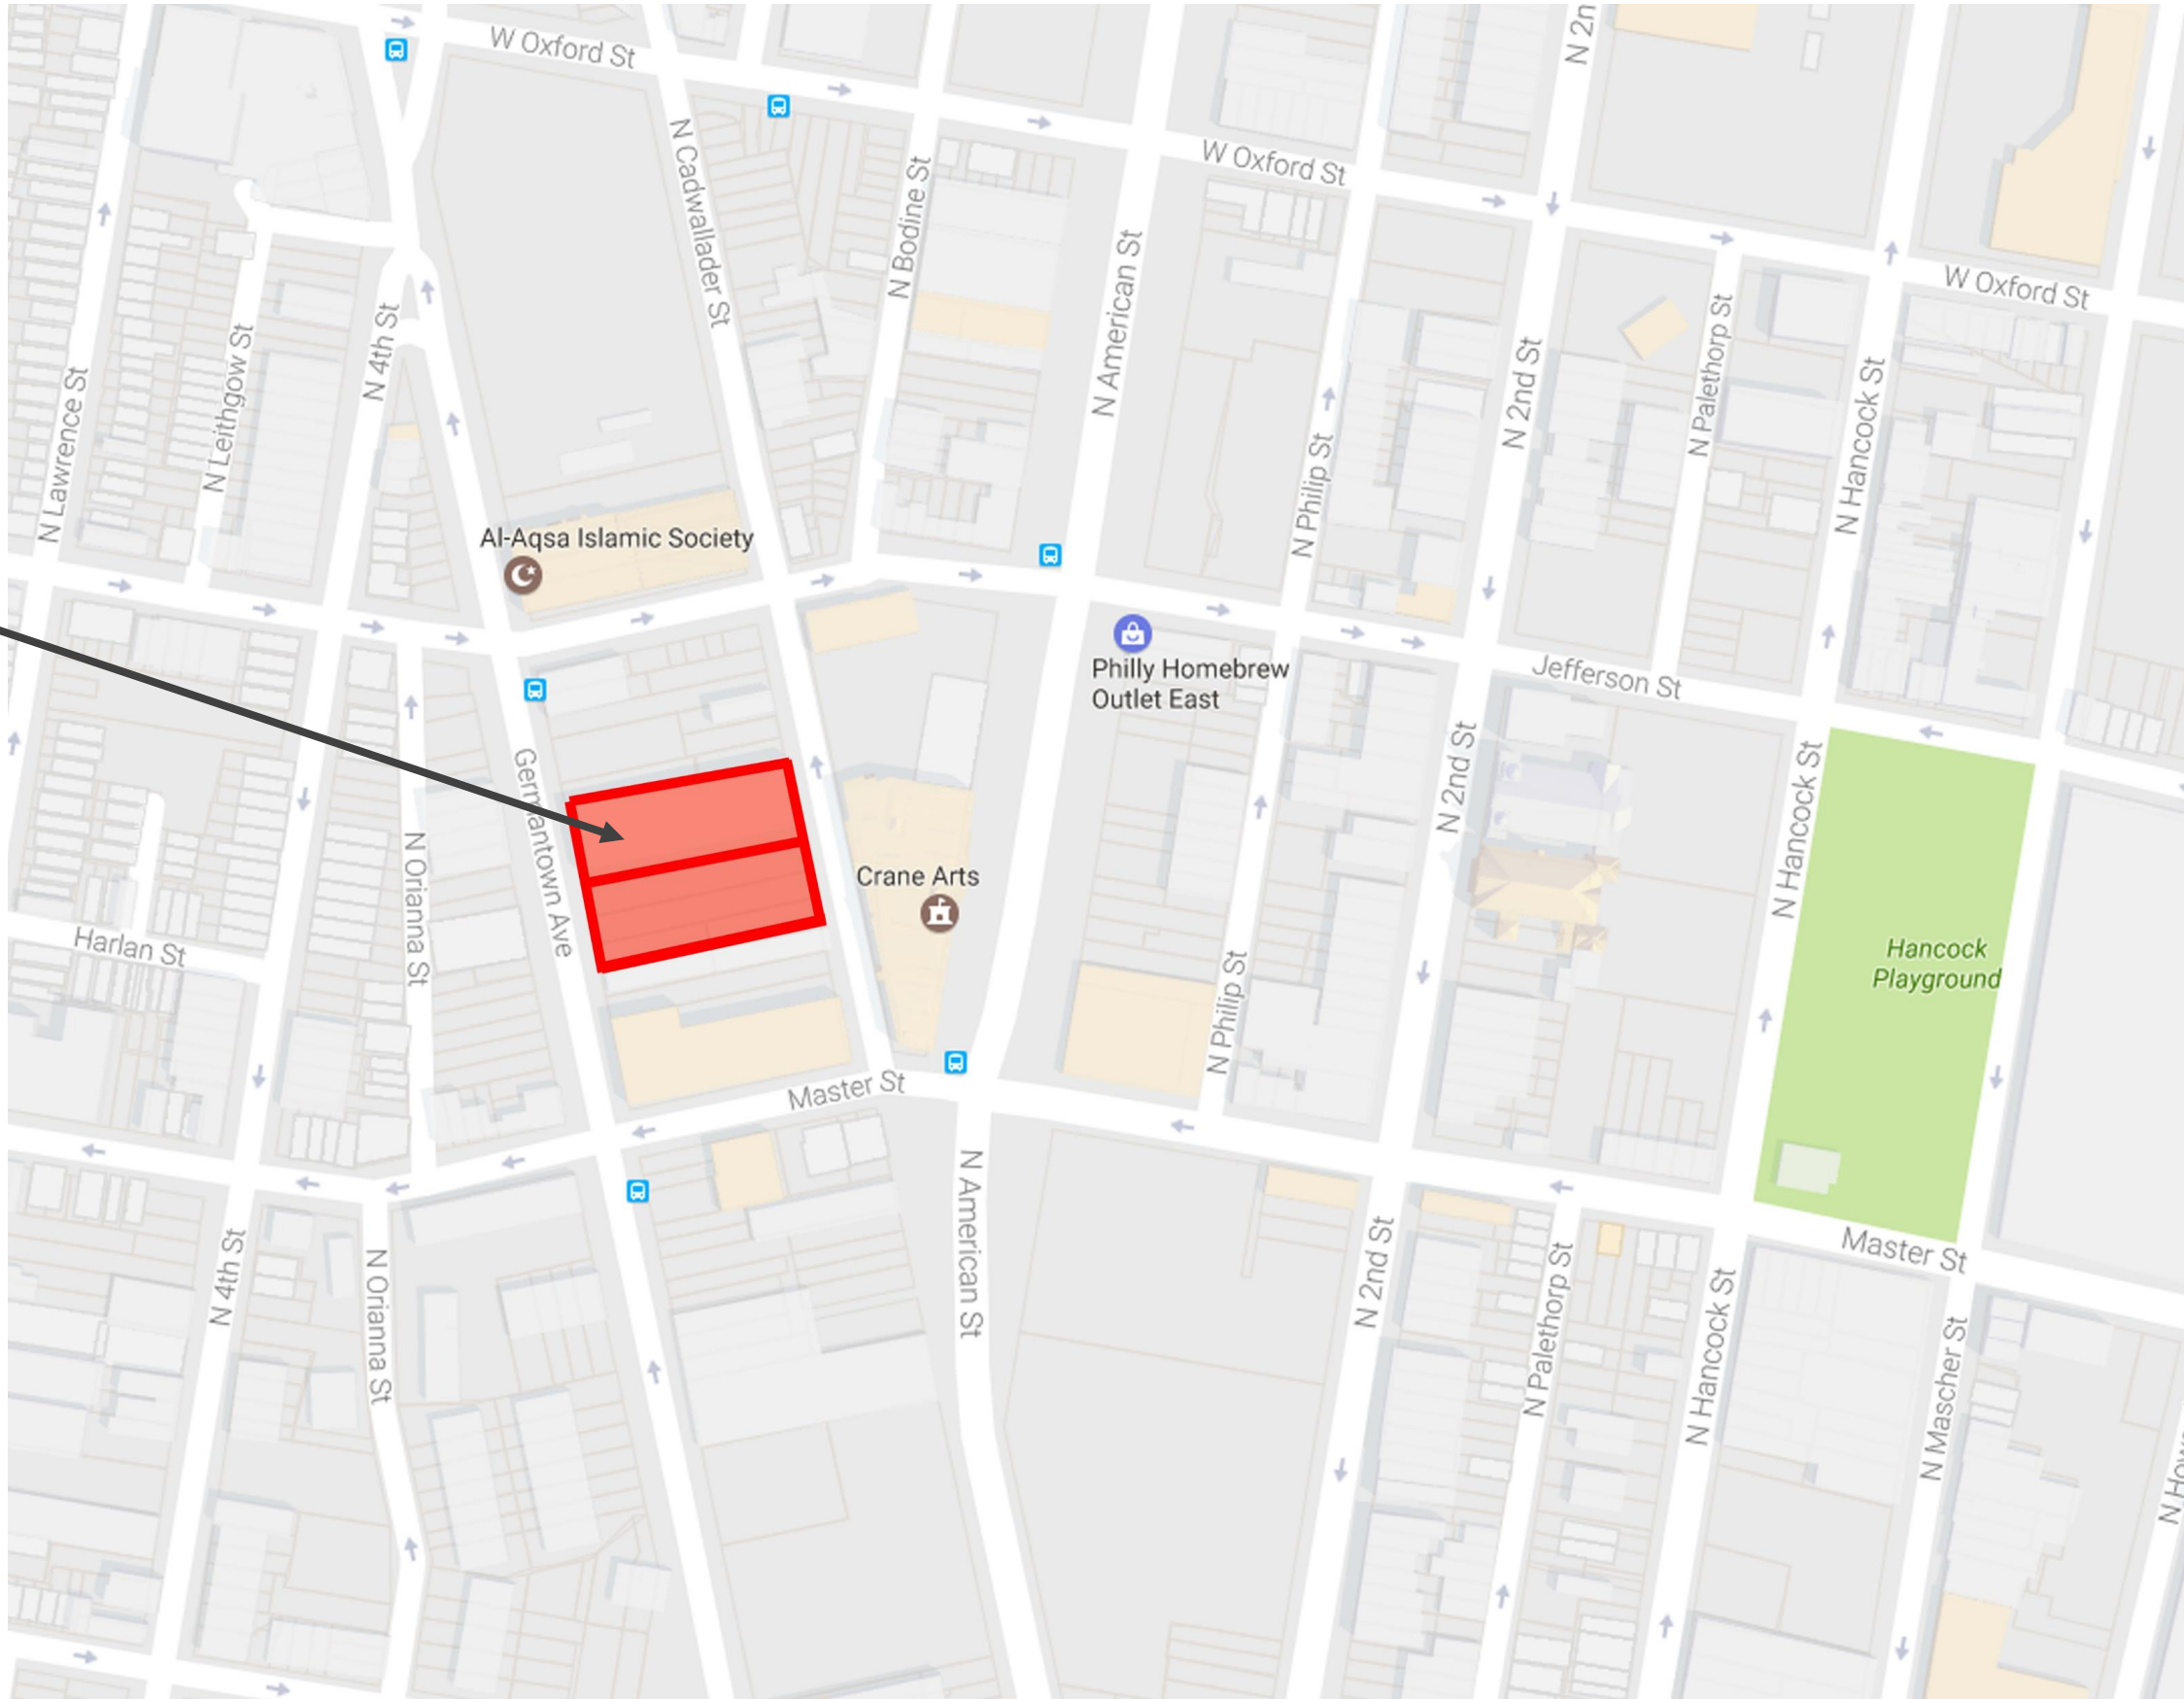 W Oxford St
N 2n
N Cadwallader St
N Bodine St
W Oxford St
N American St
W Oxford St
N Leithgow St
N 4th St
N Lawrence St
N Philip St
N 2nd St
N Palethorp St
N Hancock St
Al-Aqsa Islamic Society
Philly Homebrew
Outlet East
Jefferson St
Germantown Ave
N Orianna St
Crane Arts
N 2nd St
N Hancock St
Hancock
Playground
Harlan St
N Philip St
Master St
N 4th St
N Orianna St
N American St
N 2nd St
N Palethorp St
N Hancock St
Master St
N Mascher St